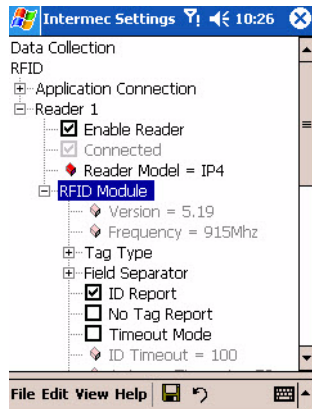 Intermec Settings 10:26
Data Collection
RFID
Application Connection
Reader 1
Enable Reader
Connected
Reader Model = IP4
RFID Module
Version = 5.19
Frequency = 915Mhz
Tag Type
Field Separator
ID Report
No Tag Report
Timeout Mode
ID Timeout = 100
File Edit View Help